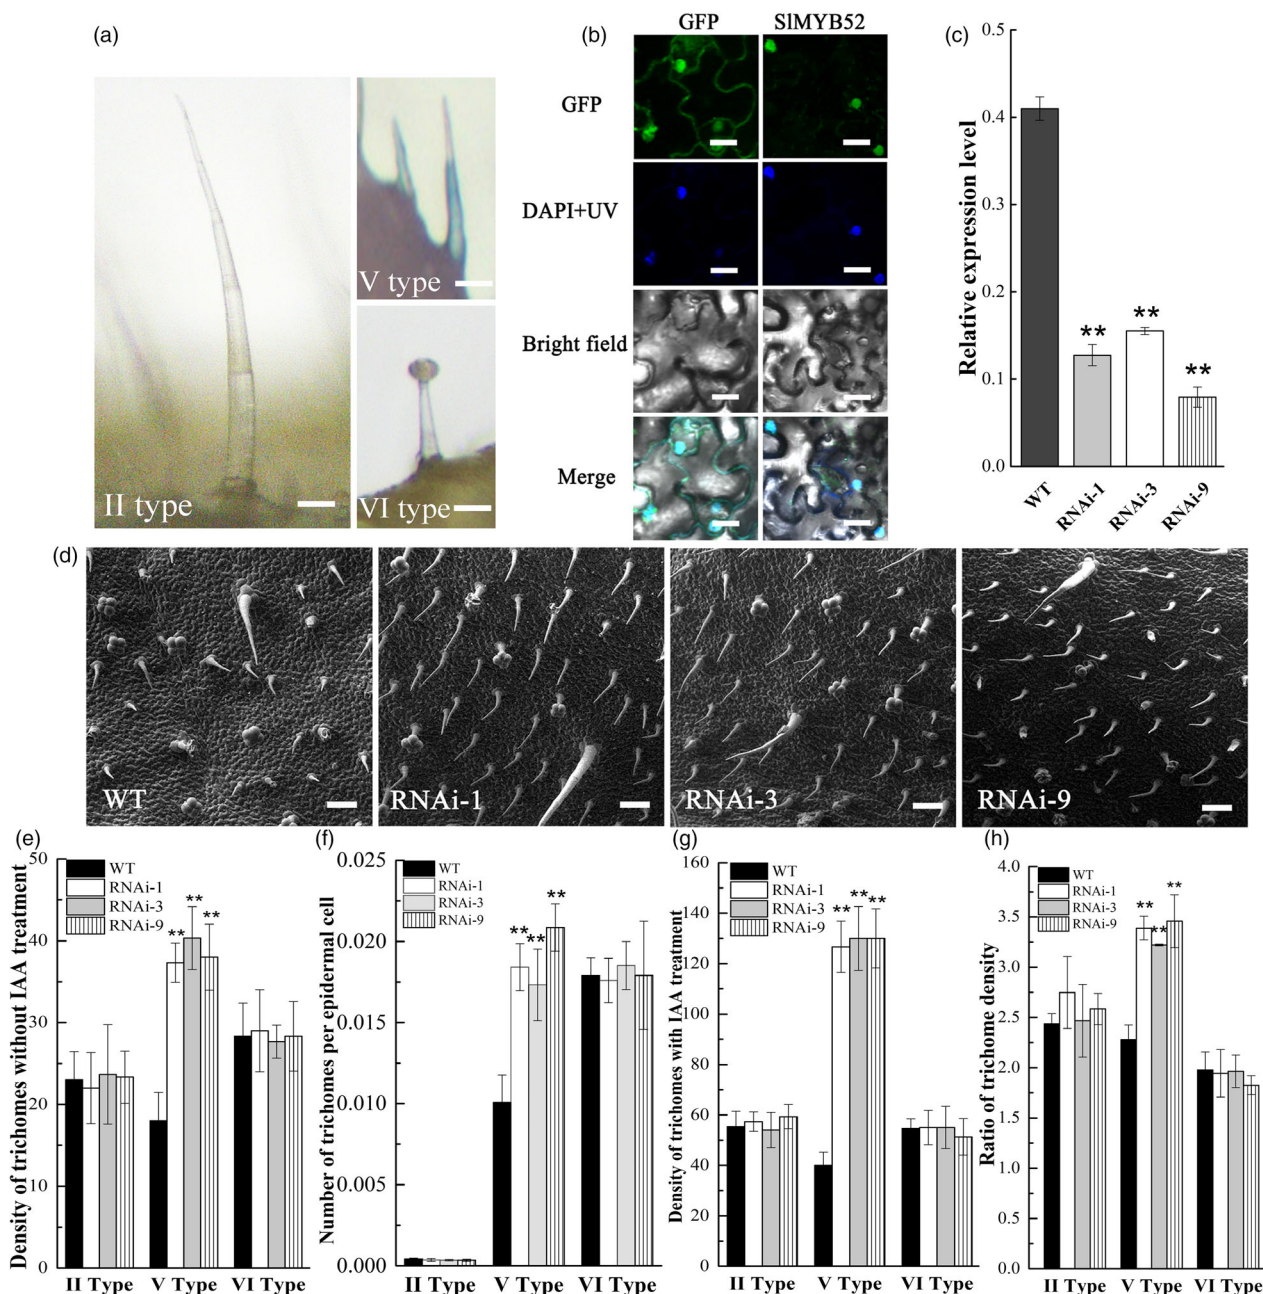 (a)
II type
V type
VI type
(b)
GFP
SlMYB52
GFP
DAPI+UV
Bright field
Merge
(c)
Relative expression level
0.4
0.3
0.2
0.1
0.0
**
**
**
WT
RNAi-1
RNAi-3
RNAi-9
(d)
WT
RNAi-1
RNAi-3
RNAi-9
(e)
Density of trichomes without IAA treatment
50
40
30
20
10
0
WT
RNAi-1
RNAi-3
RNAi-9
**
**
**
II Type
V Type
VI Type
(f)
Number of trichomes per epidermal cell
0.025
0.020
0.015
0.010
0.005
0.000
WT
RNAi-1
RNAi-3
RNAi-9
**
**
**
II Type
V Type
VI Type
(g)
Density of trichomes with IAA treatment
160
140
120
100
80
60
40
20
0
WT
RNAi-1
RNAi-3
RNAi-9
**
**
**
II Type
V Type
VI Type
(h)
Ratio of trichome density
4.0
3.5
3.0
2.5
2.0
1.5
1.0
0.5
0.0
WT
RNAi-1
RNAi-3
RNAi-9
**
**
**
II Type
V Type
VI Type